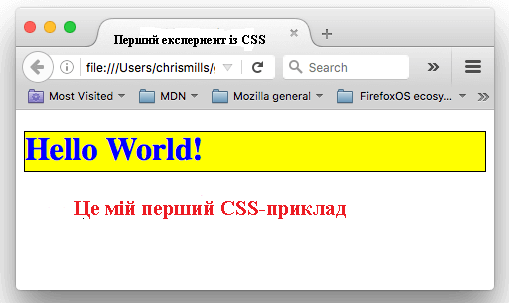 Перший експеримент із CSS
file:///Users/chrismills/
Search
Most Visited
MDN
Mozilla general
FirefoxOS ecosy...
Hello World!
Це мій перший CSS-приклад